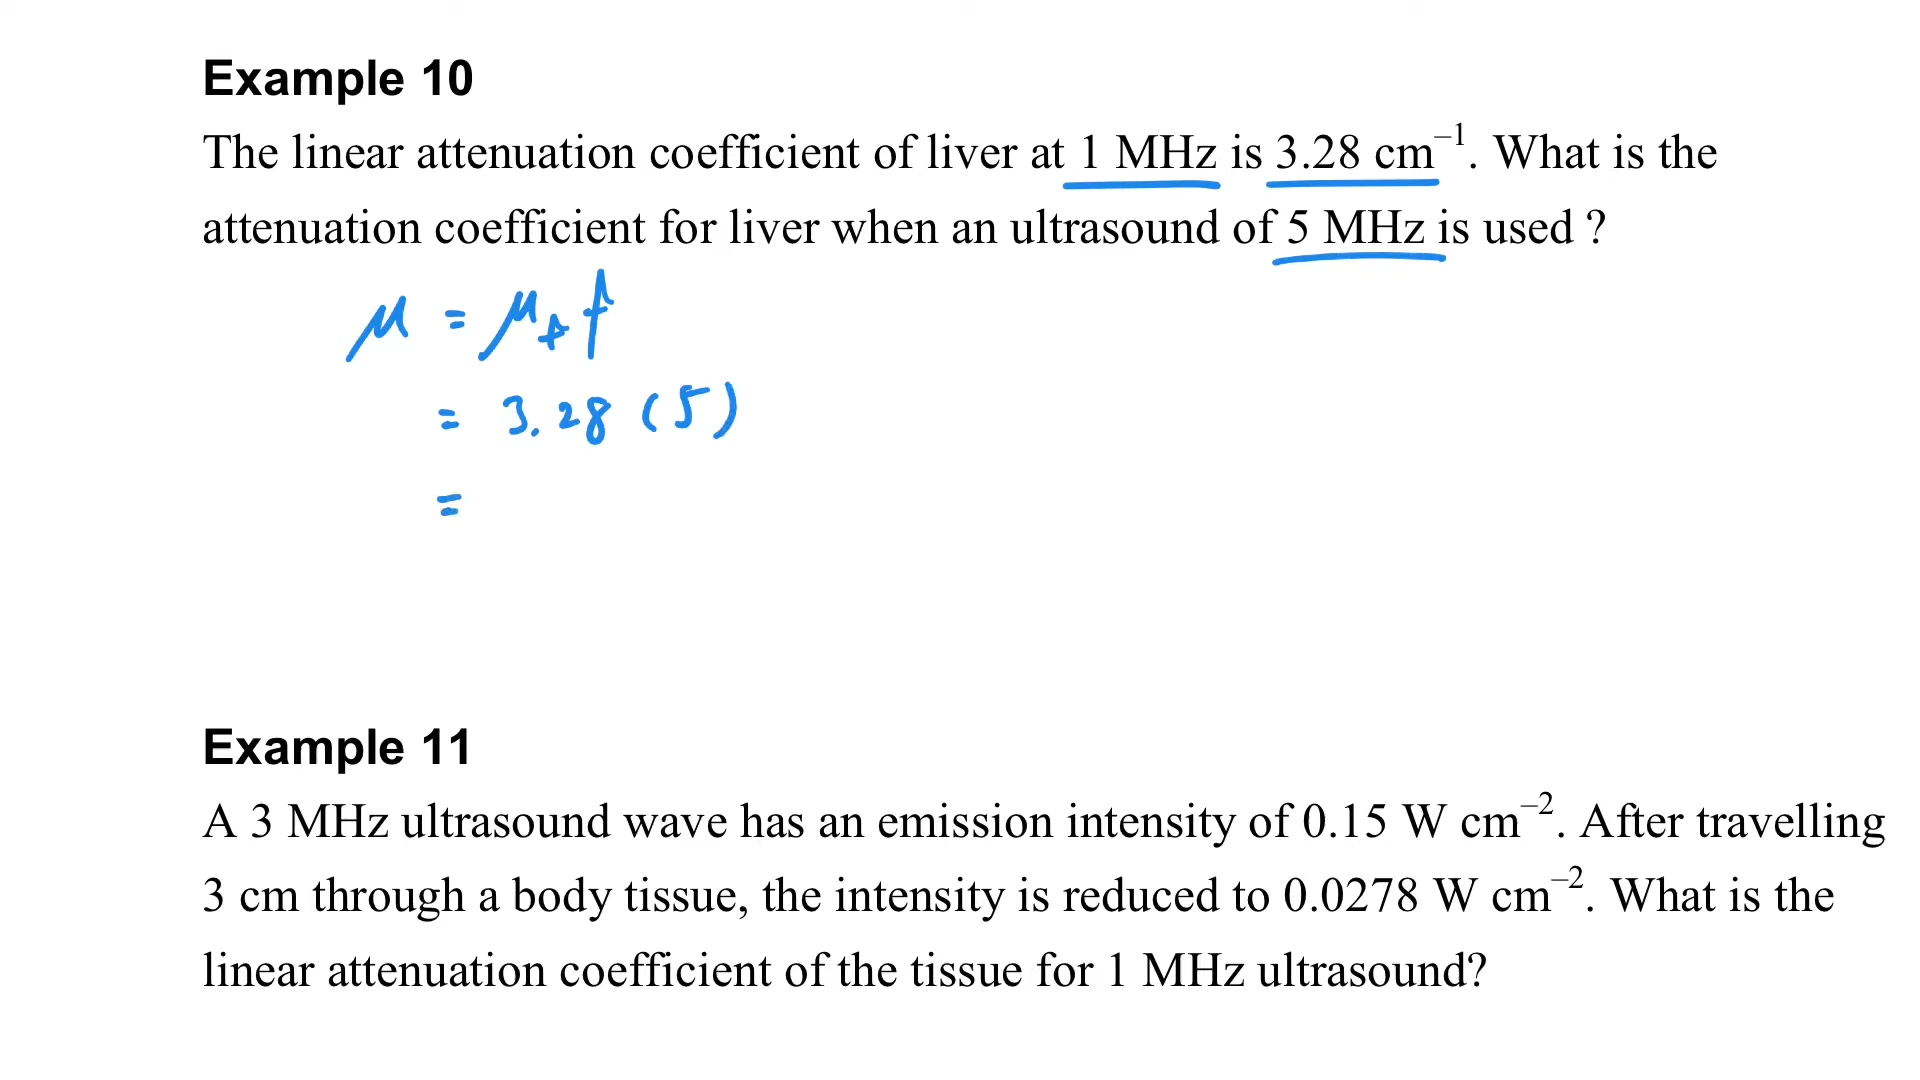 Example 10
The linear attenuation coefficient of liver at 1 MHz is 3.28 cm⁻¹. What is the
attenuation coefficient for liver when an ultrasound of 5 MHz is used ?
μ = μ_A f
= 3.28 (5)
=
Example 11
A 3 MHz ultrasound wave has an emission intensity of 0.15 W cm⁻². After travelling
3 cm through a body tissue, the intensity is reduced to 0.0278 W cm⁻². What is the
linear attenuation coefficient of the tissue for 1 MHz ultrasound?